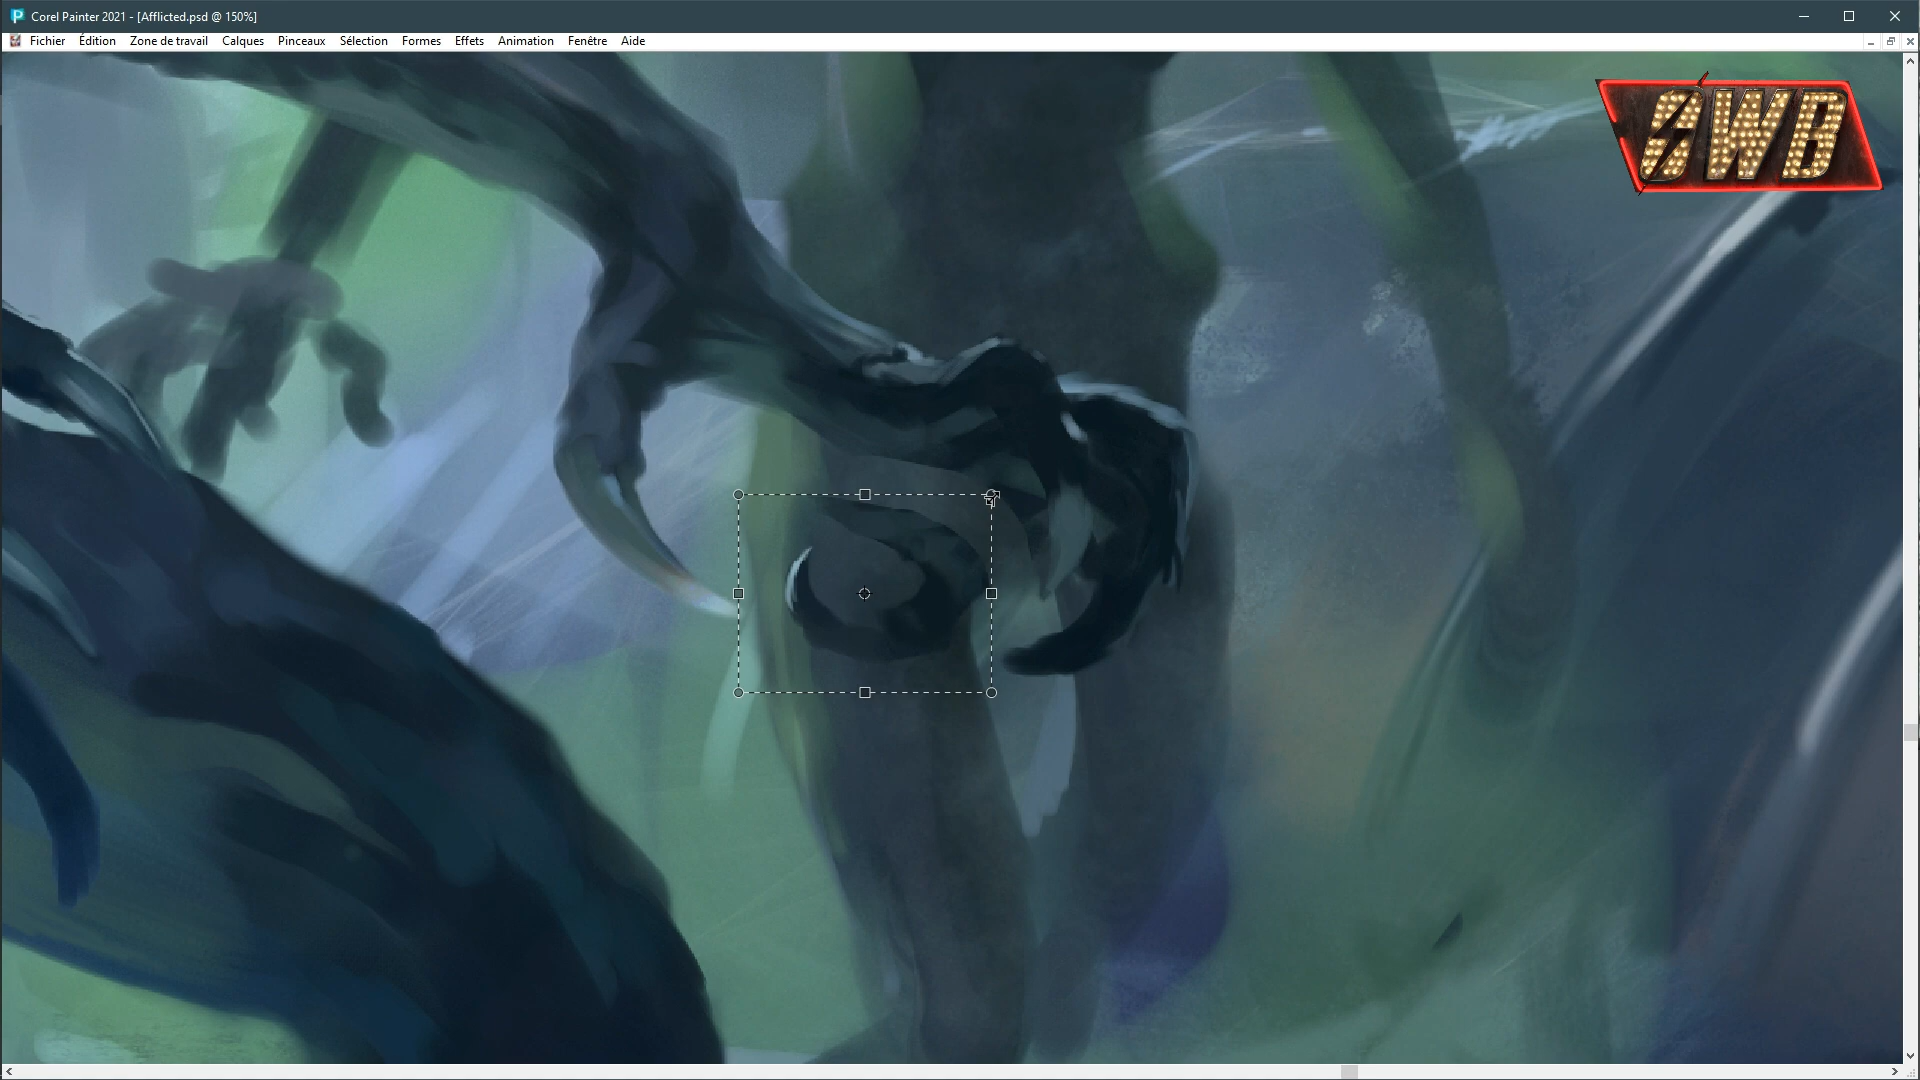 Corel Painter 2021 - [Afflicted.psd @ 150%]
Fichier Édition Zone de travail Calques Pinceaux Sélection Formes Effets Animation Fenêtre Aide
GWB